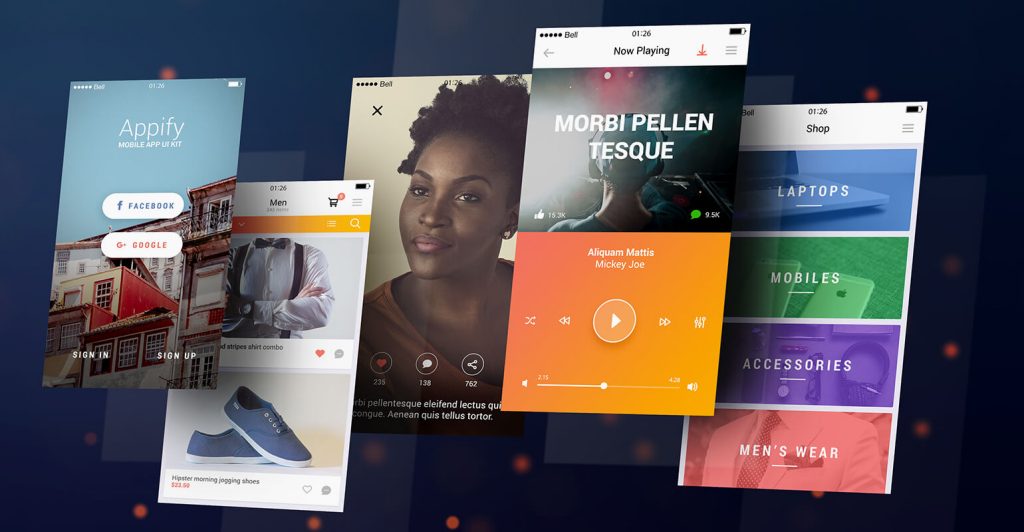 Bell
01:26
Appify
MOBILE APP UI KIT
f FACEBOOK
G+ GOOGLE
SIGN IN
SIGN UP
01:26
Men
stripes shirt combo
Hipster morning jogging shoes
$23.50
Bell
01:26
235
138
762
pellentesque eleifend lectus qui
congue. Aenean quis tellus tortor.
Bell
01:26
Now Playing
MORBI PELLEN
TESQUE
15.3K
9.5K
Aliquam Mattis
Mickey Joe
2.15
4.28
Bell
01:26
Shop
LAPTOPS
MOBILES
ACCESSORIES
MEN'S WEAR